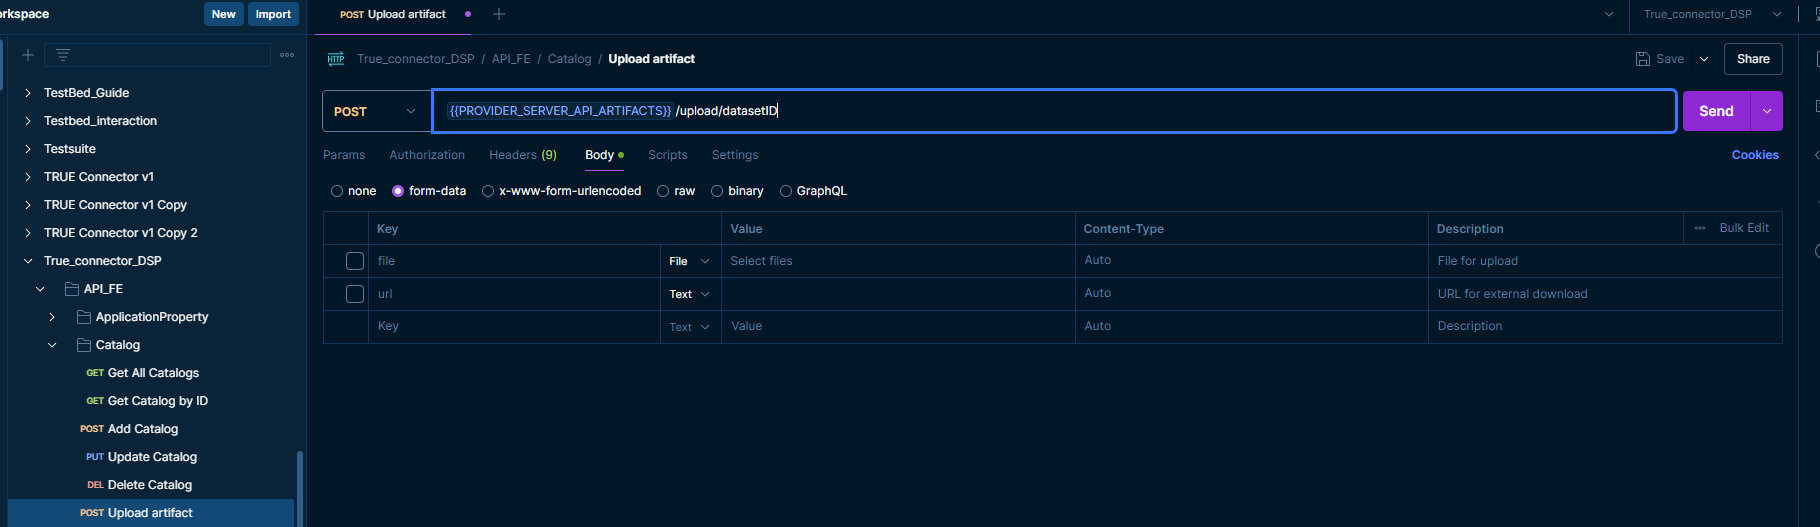 orkspace
New
Import
POST Upload artifact
True_connector_DSP
TestBed_Guide
Testbed_interaction
Testsuite
TRUE Connector v1
TRUE Connector v1 Copy
TRUE Connector v1 Copy 2
True_connector_DSP
API_FE
ApplicationProperty
Catalog
GET Get All Catalogs
GET Get Catalog by ID
POST Add Catalog
PUT Update Catalog
DEL Delete Catalog
POST Upload artifact
HTTP True_connector_DSP / API_FE / Catalog / Upload artifact
Save
Share
POST
{{PROVIDER_SERVER_API_ARTIFACTS}} /upload/datasetID
Send
Params Authorization Headers (9) Body Scripts Settings
Cookies
none form-data x-www-form-urlencoded raw binary GraphQL
Key Value Content-Type Description Bulk Edit
file File Select files Auto File for upload
url Text Auto URL for external download
Key Text Value Auto Description